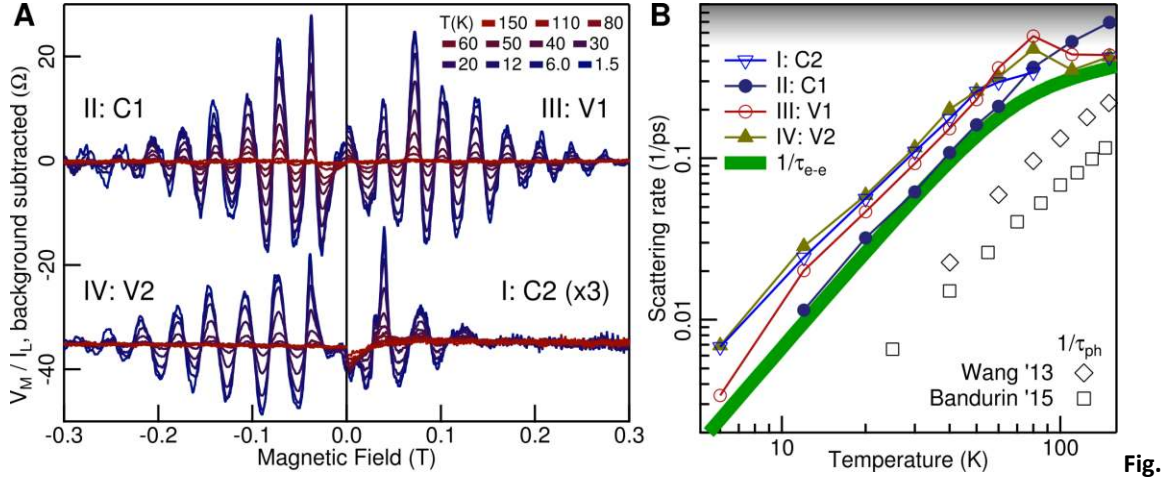 A
V_M / I_L, background subtracted (Ω)
20
0
-20
-40
T(K) 150 110 80
60 50 40 30
20 12 6.0 1.5
II: C1
III: V1
IV: V2
I: C2 (x3)
-0.3 -0.2 -0.1 0.0 0.1 0.2 0.3
Magnetic Field (T)
B
Scattering rate (1/ps)
0.1
0.01
I: C2
II: C1
III: V1
IV: V2
1/τ_e-e
1/τ_ph
Wang '13
Bandurin '15
10 100
Temperature (K)
Fig.